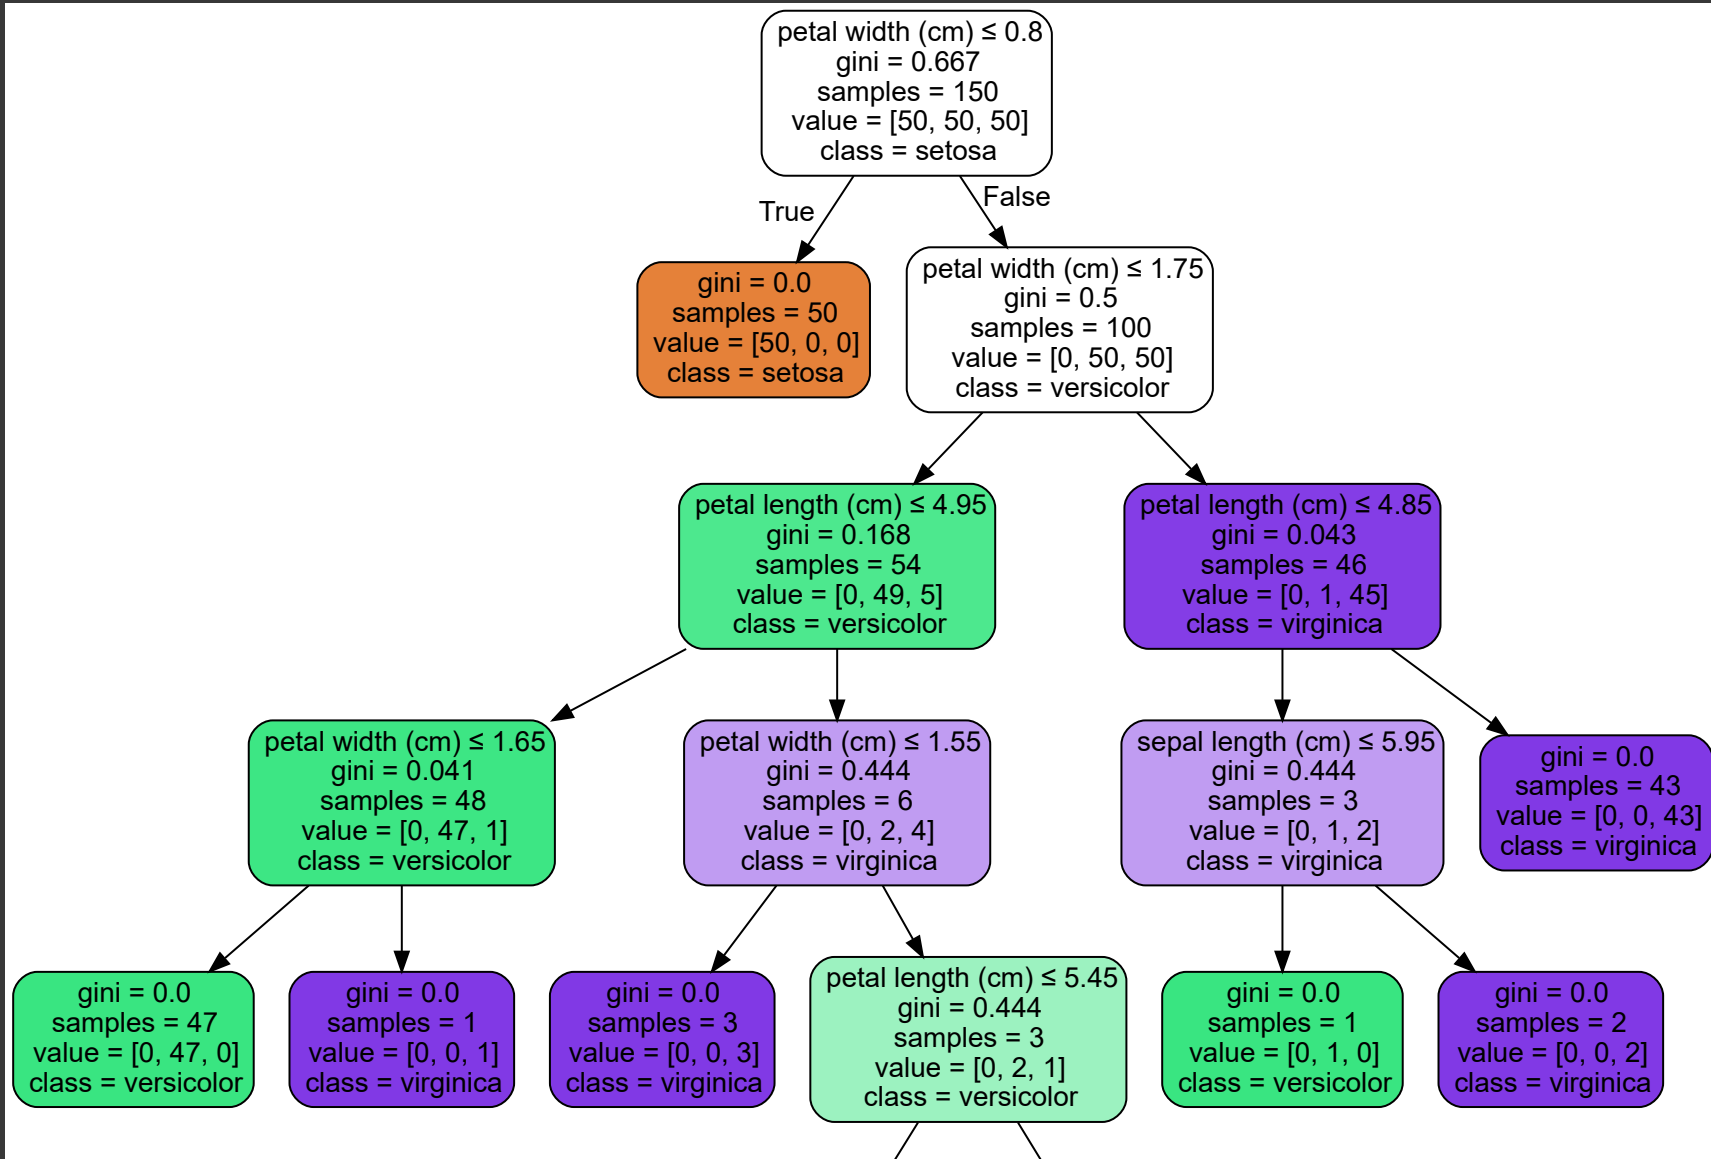 petal width (cm) ≤ 0.8
gini = 0.667
samples = 150
value = [50, 50, 50]
class = setosa
True
False
gini = 0.0
samples = 50
value = [50, 0, 0]
class = setosa
petal width (cm) ≤ 1.75
gini = 0.5
samples = 100
value = [0, 50, 50]
class = versicolor
petal length (cm) ≤ 4.95
gini = 0.168
samples = 54
value = [0, 49, 5]
class = versicolor
petal length (cm) ≤ 4.85
gini = 0.043
samples = 46
value = [0, 1, 45]
class = virginica
petal width (cm) ≤ 1.65
gini = 0.041
samples = 48
value = [0, 47, 1]
class = versicolor
petal width (cm) ≤ 1.55
gini = 0.444
samples = 6
value = [0, 2, 4]
class = virginica
sepal length (cm) ≤ 5.95
gini = 0.444
samples = 3
value = [0, 1, 2]
class = virginica
gini = 0.0
samples = 43
value = [0, 0, 43]
class = virginica
gini = 0.0
samples = 47
value = [0, 47, 0]
class = versicolor
gini = 0.0
samples = 1
value = [0, 0, 1]
class = virginica
gini = 0.0
samples = 3
value = [0, 0, 3]
class = virginica
petal length (cm) ≤ 5.45
gini = 0.444
samples = 3
value = [0, 2, 1]
class = versicolor
gini = 0.0
samples = 1
value = [0, 1, 0]
class = versicolor
gini = 0.0
samples = 2
value = [0, 0, 2]
class = virginica